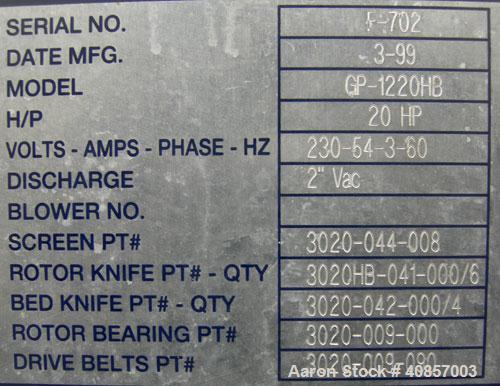 SERIAL NO. F-702
DATE MFG. 3-99
MODEL GP-1220HB
H/P 20 HP
VOLTS - AMPS - PHASE - HZ 230-54-3-60
DISCHARGE 2" Vac
BLOWER NO.
SCREEN PT# 3020-044-008
ROTOR KNIFE PT# - QTY 3020HB-041-000/6
BED KNIFE PT# - QTY 3020-042-000/4
ROTOR BEARING PT# 3020-009-000
DRIVE BELTS PT# 3020-009-080
Aaron Stock # 40857003